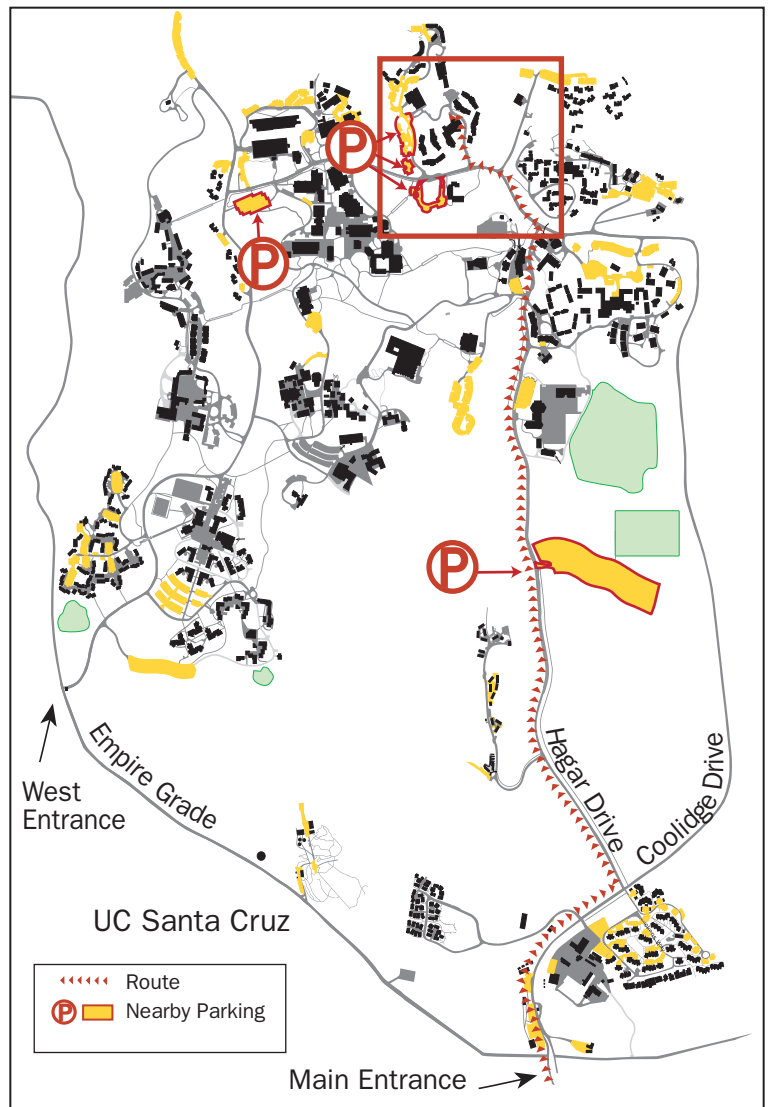 P
P
P
West
Entrance
Empire Grade
Hagar Drive
Coolidge Drive
UC Santa Cruz
Route
P Nearby Parking
Main Entrance